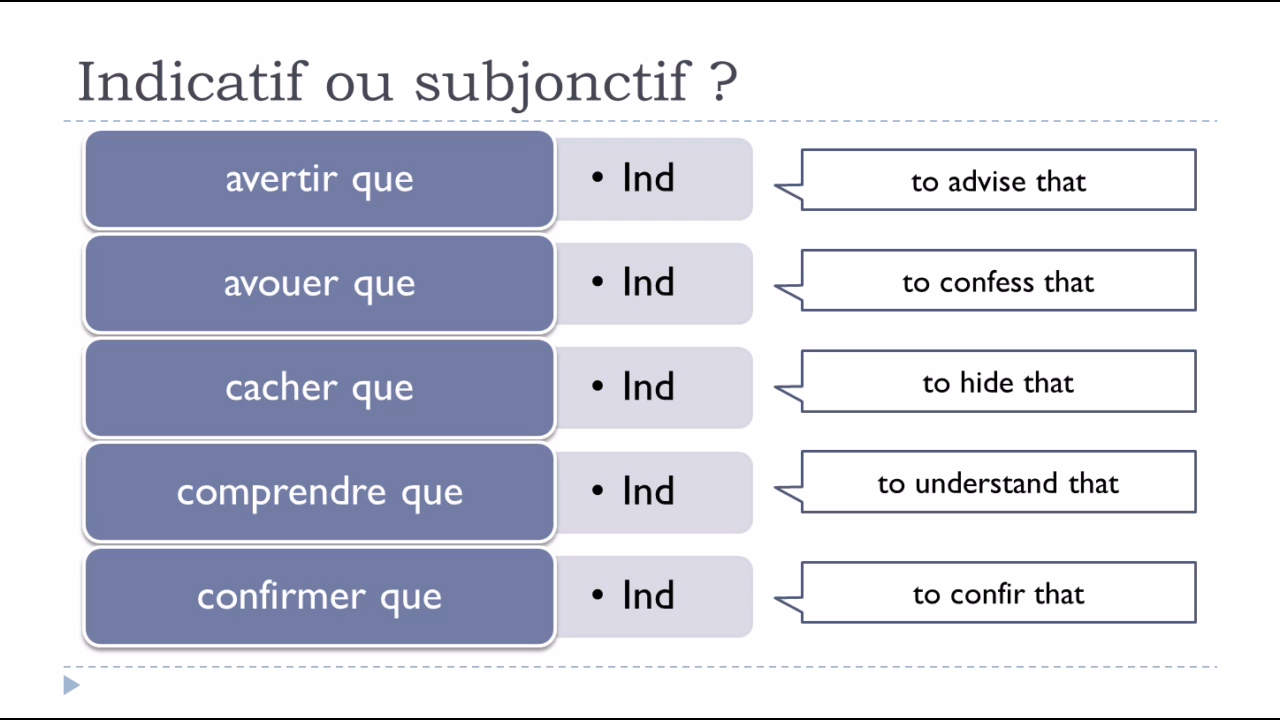 Indicatif ou subjonctif ?
avertir que
• Ind
to advise that
avouer que
• Ind
to confess that
cacher que
• Ind
to hide that
comprendre que
• Ind
to understand that
confirmer que
• Ind
to confir that